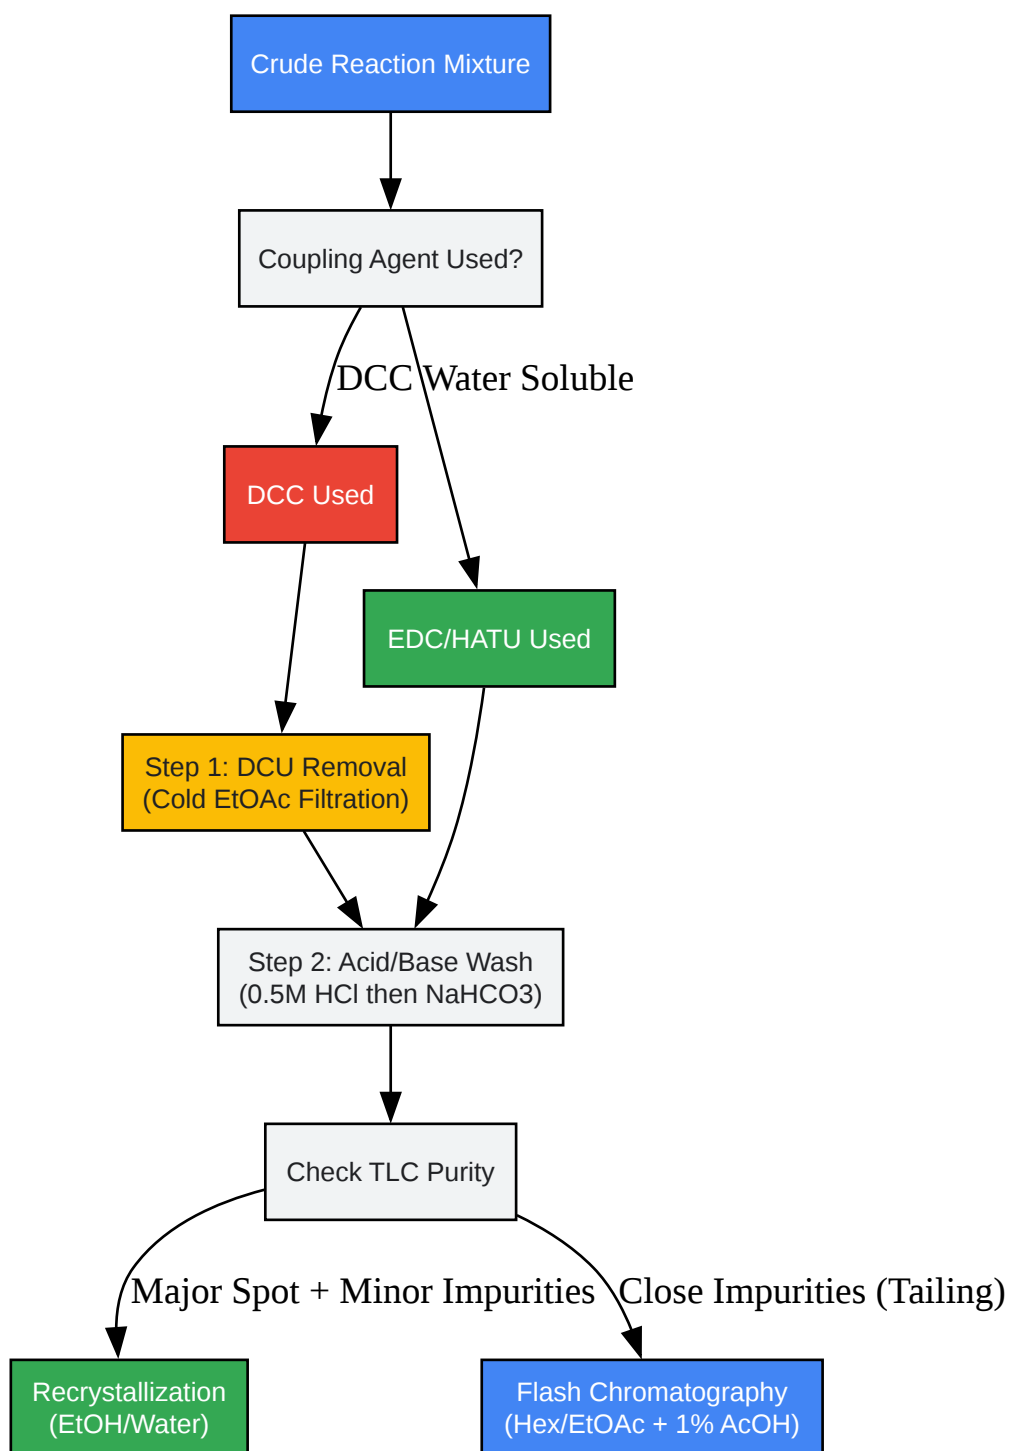 Crude Reaction Mixture
Coupling Agent Used?
DCC
Water Soluble
DCC Used
EDC/HATU Used
Step 1: DCU Removal
(Cold EtOAc Filtration)
Step 2: Acid/Base Wash
(0.5M HCl then NaHCO3)
Check TLC Purity
Major Spot + Minor Impurities
Close Impurities (Tailing)
Recrystallization
(EtOH/Water)
Flash Chromatography
(Hex/EtOAc + 1% AcOH)